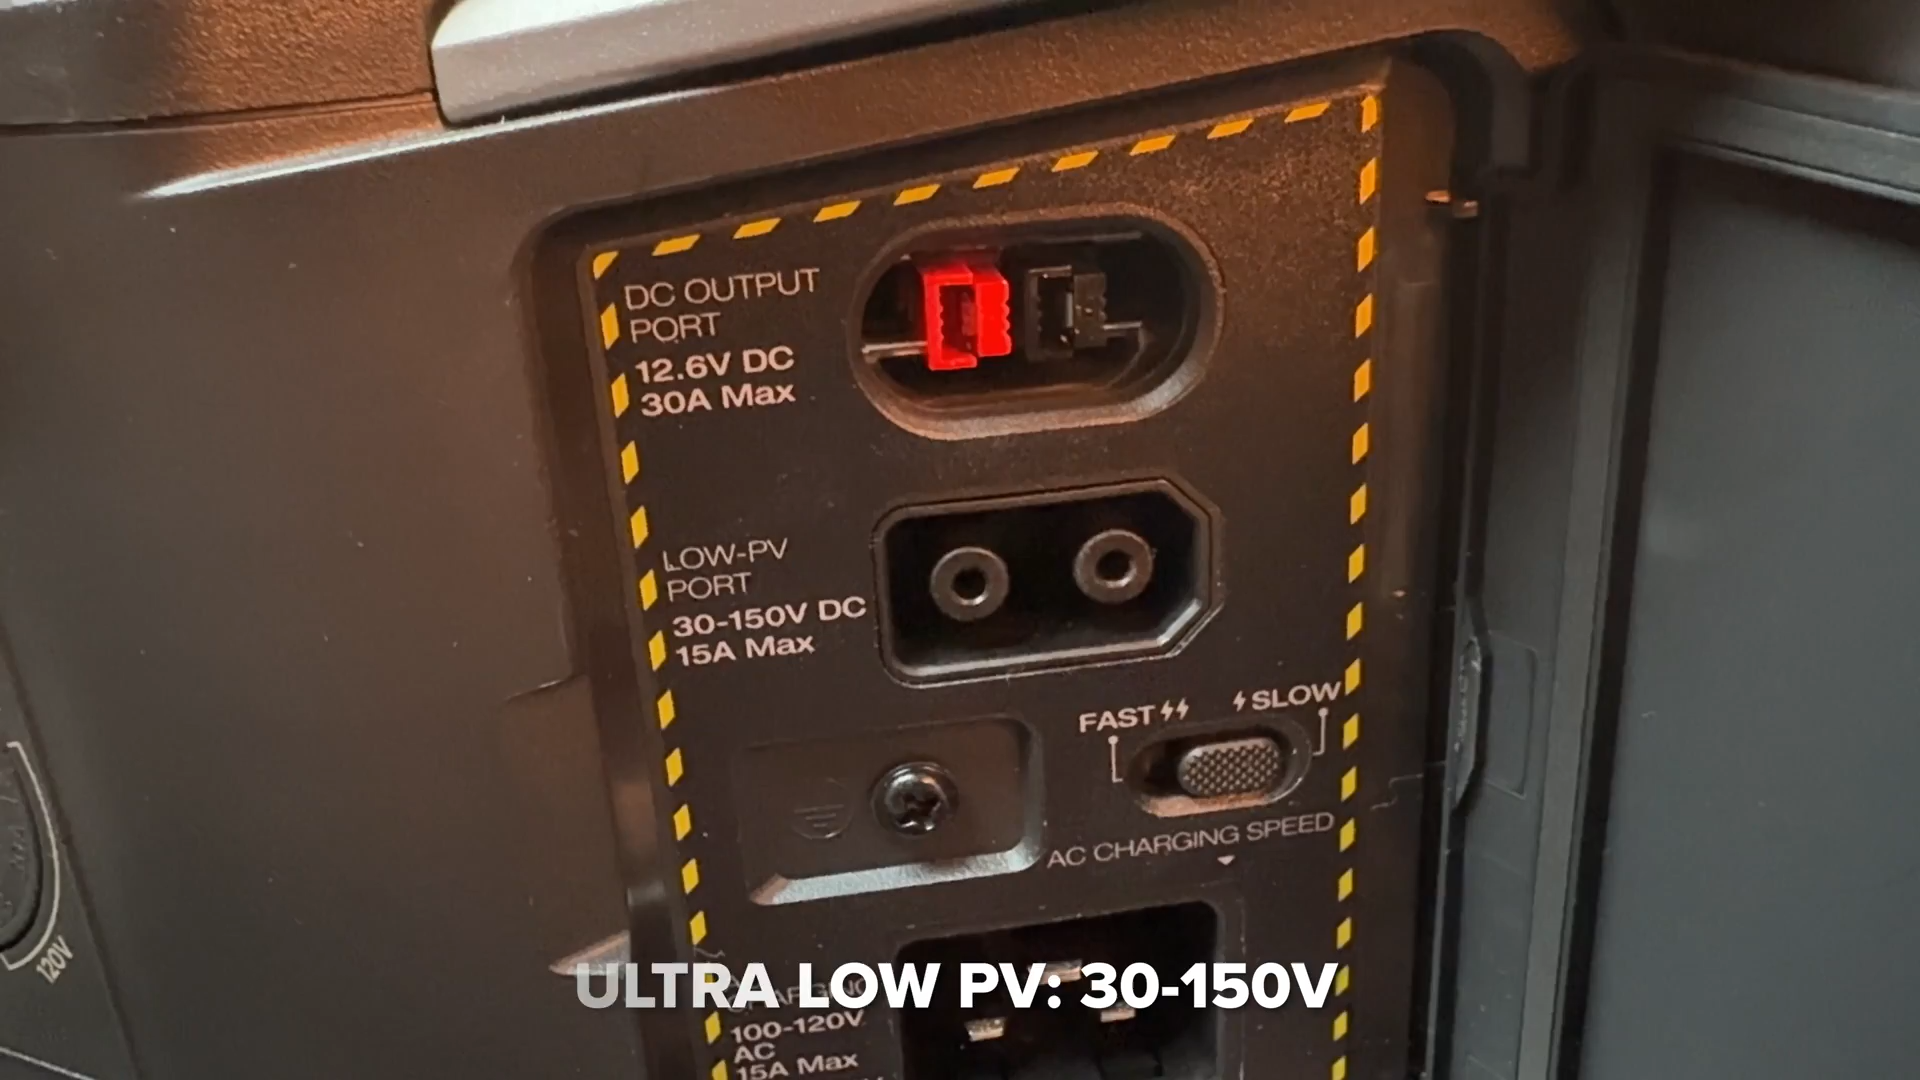 DC OUTPUT
PORT
12.6V DC
30A Max
LOW-PV
PORT
30-150V DC
15A Max
FAST
SLOW
AC CHARGING SPEED
120V
ULTRA LOW PV: 30-150V
100-120V
AC
15A Max